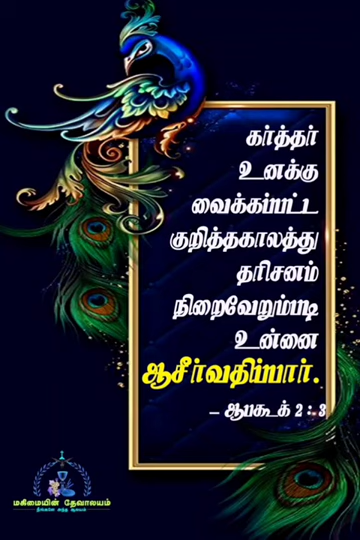 கர்த்தர்
உனக்கு
வைக்கப்பட்ட
குறித்தகாலத்து
தரிசனம்
நிறைவேறும்படி
உன்னை
ஆசீர்வதிப்பார்.
– ஆபகூக் 2 : 3
மகிமையின் தேவாலயம்